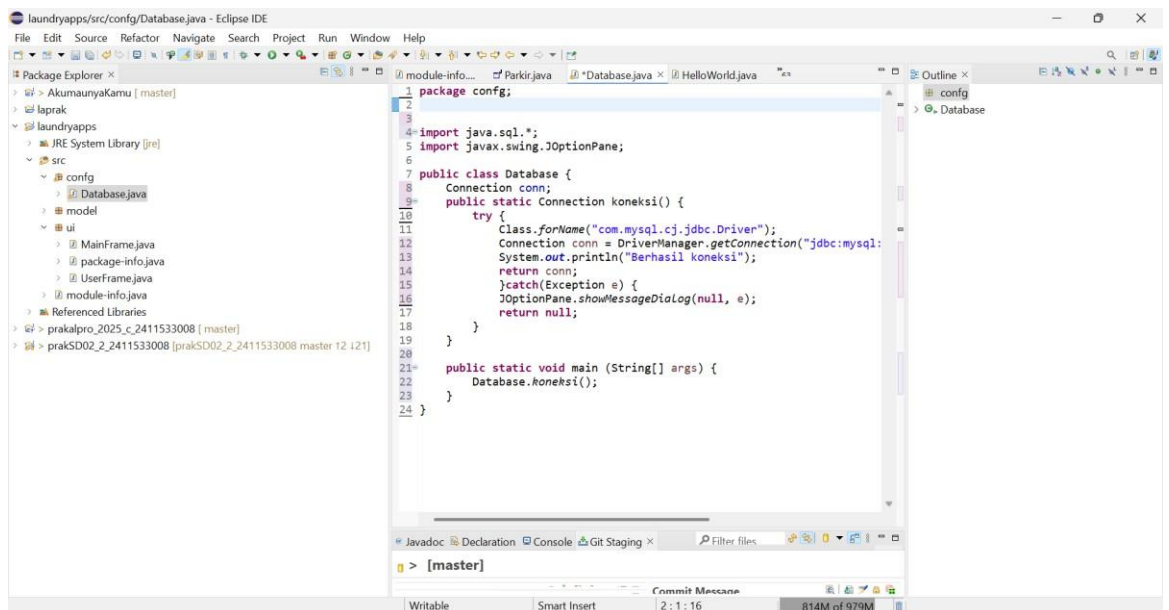 laundryapps/src/confg/Database.java - Eclipse IDE
File Edit Source Refactor Navigate Search Project Run Window Help
Package Explorer
> AkumaunyaKamu [ master]
laprak
laundryapps
JRE System Library [jre]
src
confg
Database.java
model
ui
MainFrame.java
package-info.java
UserFrame.java
module-info.java
Referenced Libraries
> prakalpro_2025_c_2411533008 [ master]
> prakSD02_2_2411533008 [prakSD02_2_2411533008 master 12 ↓21]
module-info.... Parkir.java *Database.java HelloWorld.java
1 package confg;
2
3
4 import java.sql.*;
5 import javax.swing.JOptionPane;
6
7 public class Database {
8 Connection conn;
9 public static Connection koneksi() {
10 try {
11 Class.forName("com.mysql.cj.jdbc.Driver");
12 Connection conn = DriverManager.getConnection("jdbc:mysql:
13 System.out.println("Berhasil koneksi");
14 return conn;
15 }catch(Exception e) {
16 JOptionPane.showMessageDialog(null, e);
17 return null;
18 }
19 }
20
21 public static void main (String[] args) {
22 Database.koneksi();
23 }
24 }
Outline
confg
Database
Javadoc Declaration Console Git Staging Filter files
> [master]
Commit Message
Writable Smart Insert 2 : 1 : 16 814M of 979M